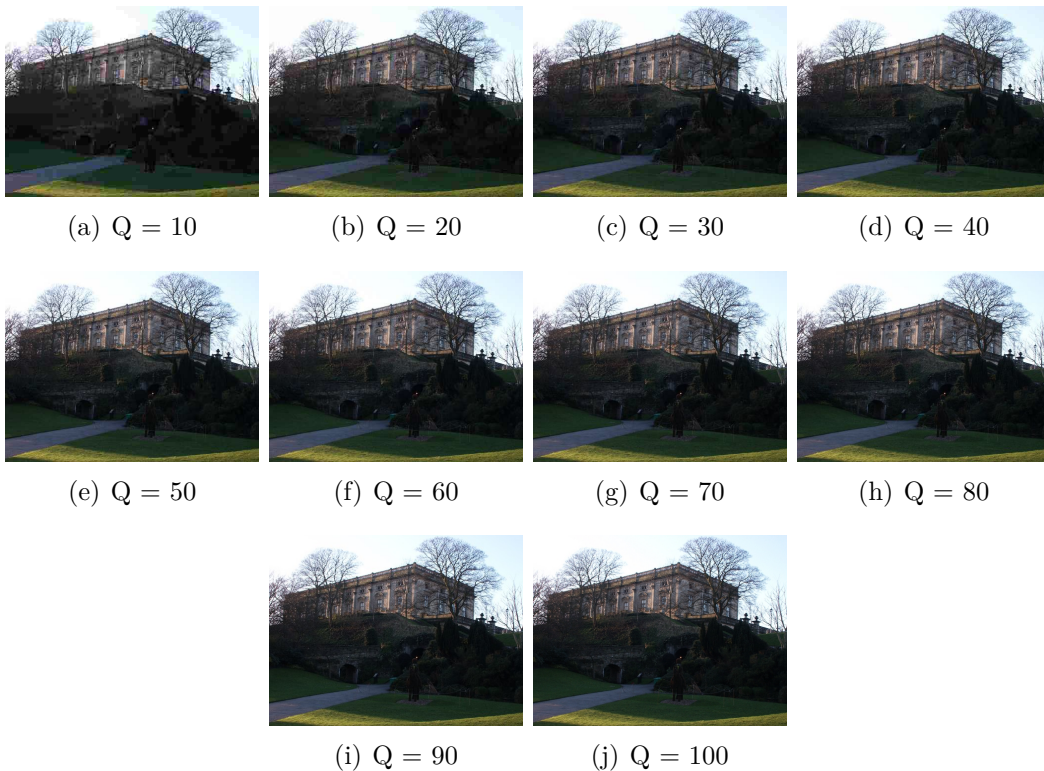 (a) Q = 10
(b) Q = 20
(c) Q = 30
(d) Q = 40
(e) Q = 50
(f) Q = 60
(g) Q = 70
(h) Q = 80
(i) Q = 90
(j) Q = 100